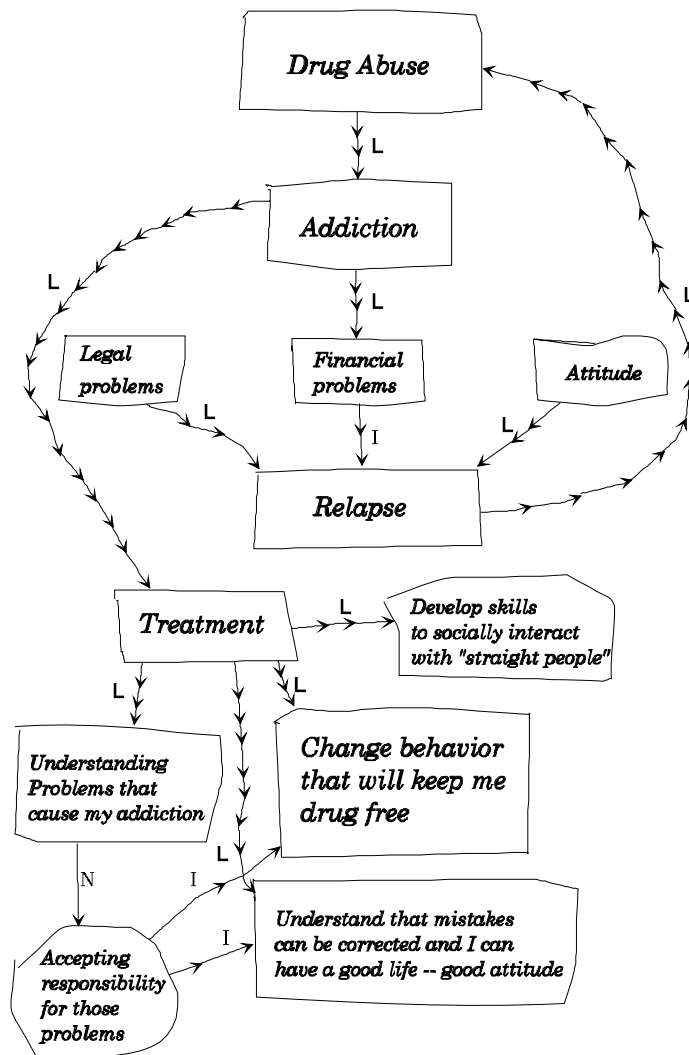 Drug Abuse
L
Addiction
L
L
Legal
problems
Financial
problems
Attitude
L
L
I
L
Relapse
Treatment
L
Develop skills
to socially interact
with "straight people"
L
L
Understanding
Problems that
cause my addiction
Change behavior
that will keep me
drug free
L
N
I
I
Accepting
responsibility
for those
problems
Understand that mistakes
can be corrected and I can
have a good life -- good attitude